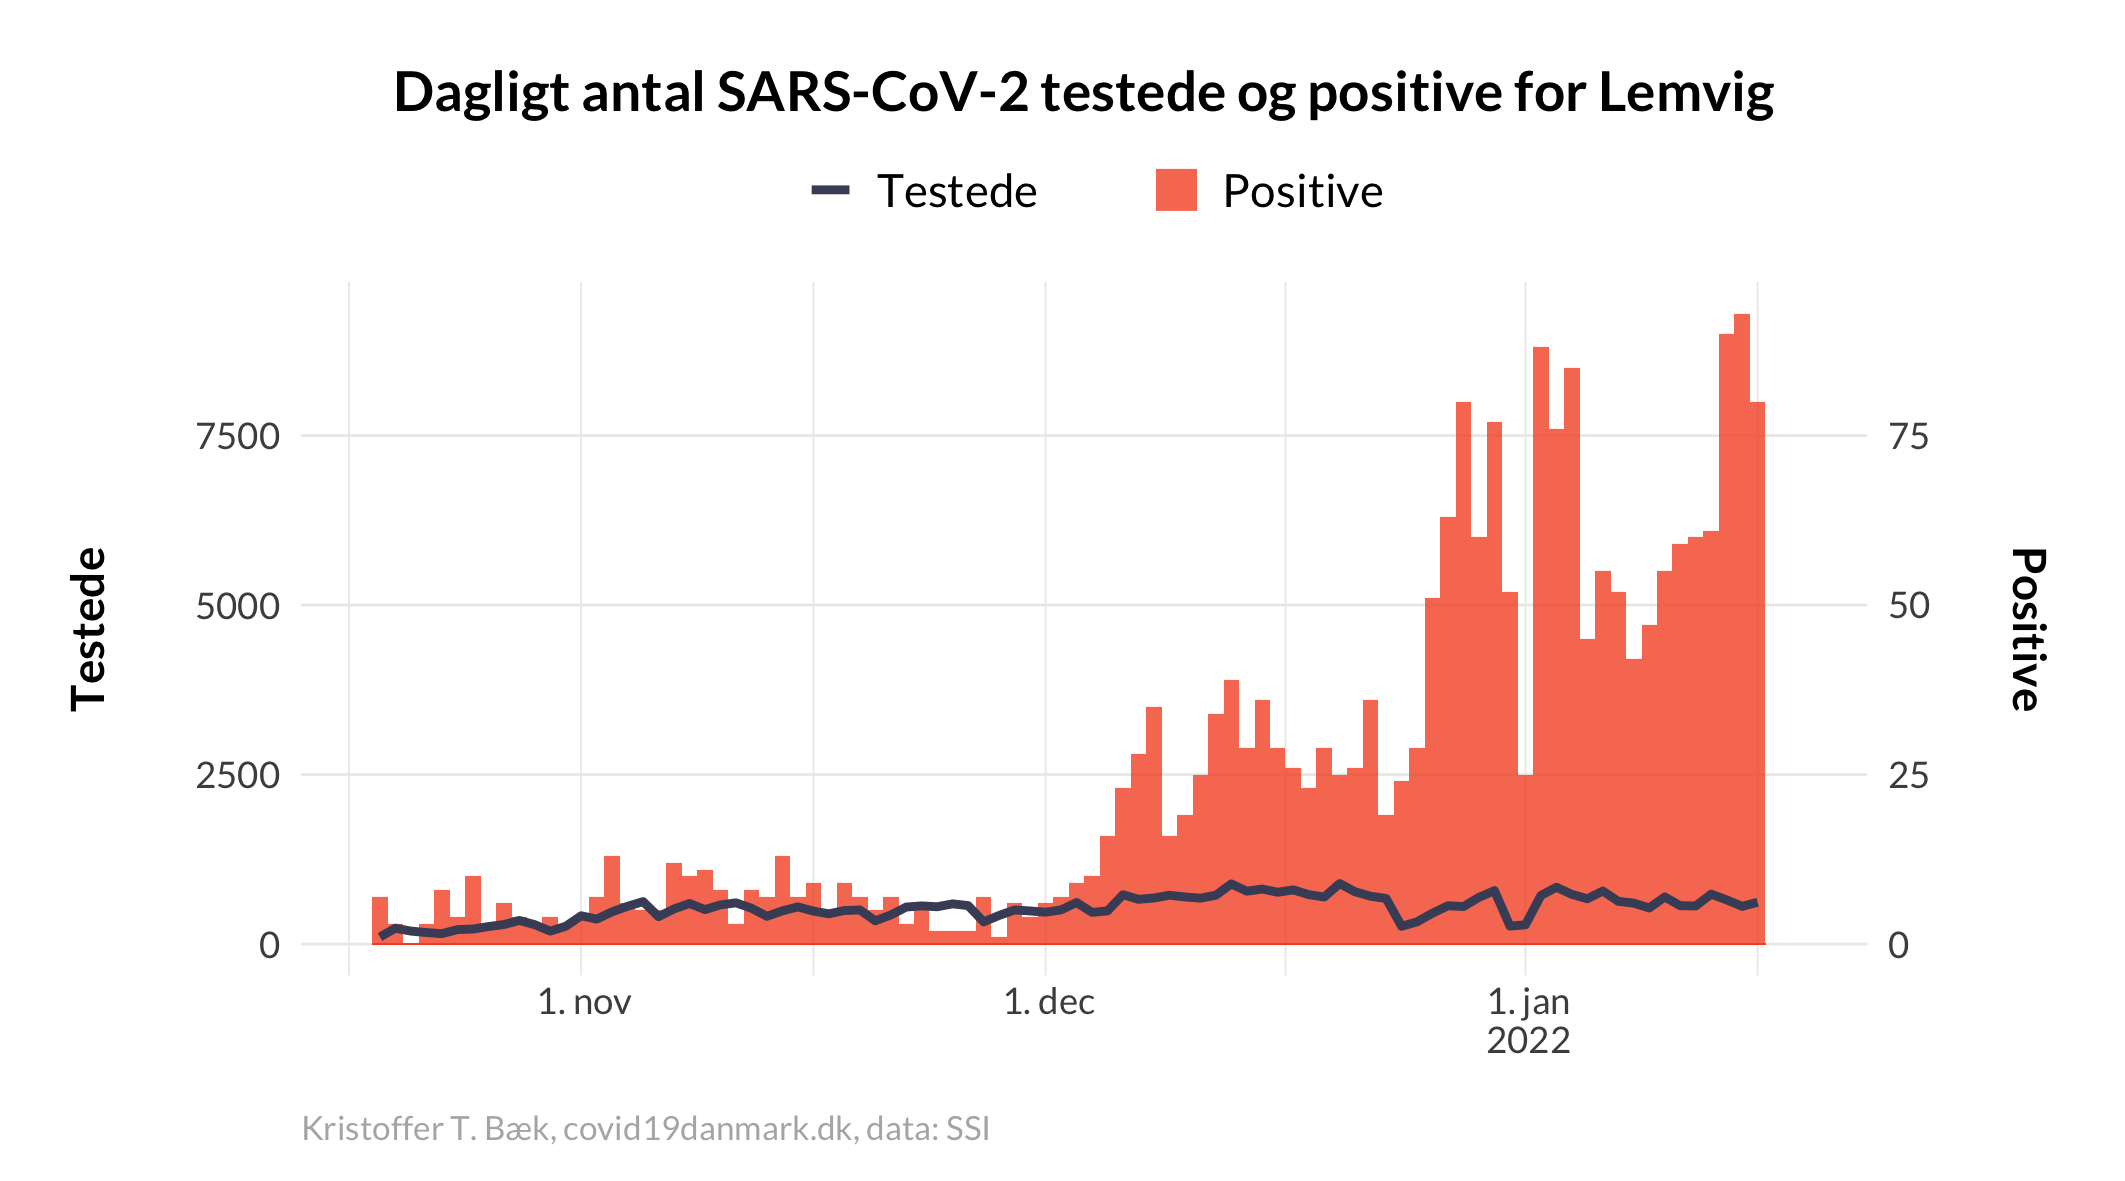 Dagligt antal SARS-CoV-2 testede og positive for Lemvig
Testede
Positive
7500
5000
2500
0
75
50
25
0
Testede
Positive
1. nov
1. dec
1. jan
2022
Kristoffer T. Bæk, covid19danmark.dk, data: SSI